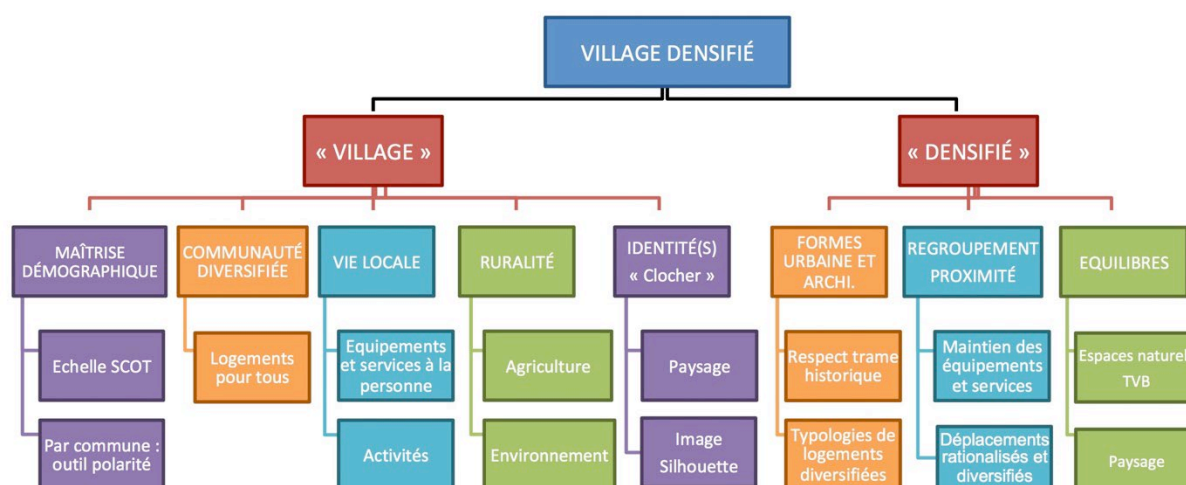 VILLAGE DENSIFIÉ
« VILLAGE »
« DENSIFIÉ »
MAÎTRISE
DÉMOGRAPHIQUE
COMMUNAUTÉ
DIVERSIFIÉE
VIE LOCALE
RURALITÉ
IDENTITÉ(S)
« Clocher »
FORMES
URBAINE ET
ARCHI.
REGROUPEMENT
PROXIMITÉ
EQUILIBRES
Echelle SCOT
Logements
pour tous
Equipements
et services à la
personne
Agriculture
Paysage
Respect trame
historique
Maintien des
équipements
et services
Espaces naturel
TVB
Par commune :
outil polarité
Activités
Environnement
Image
Silhouette
Typologies de
logements
diversifiées
Déplacements
rationalisés et
diversifiés
Paysage